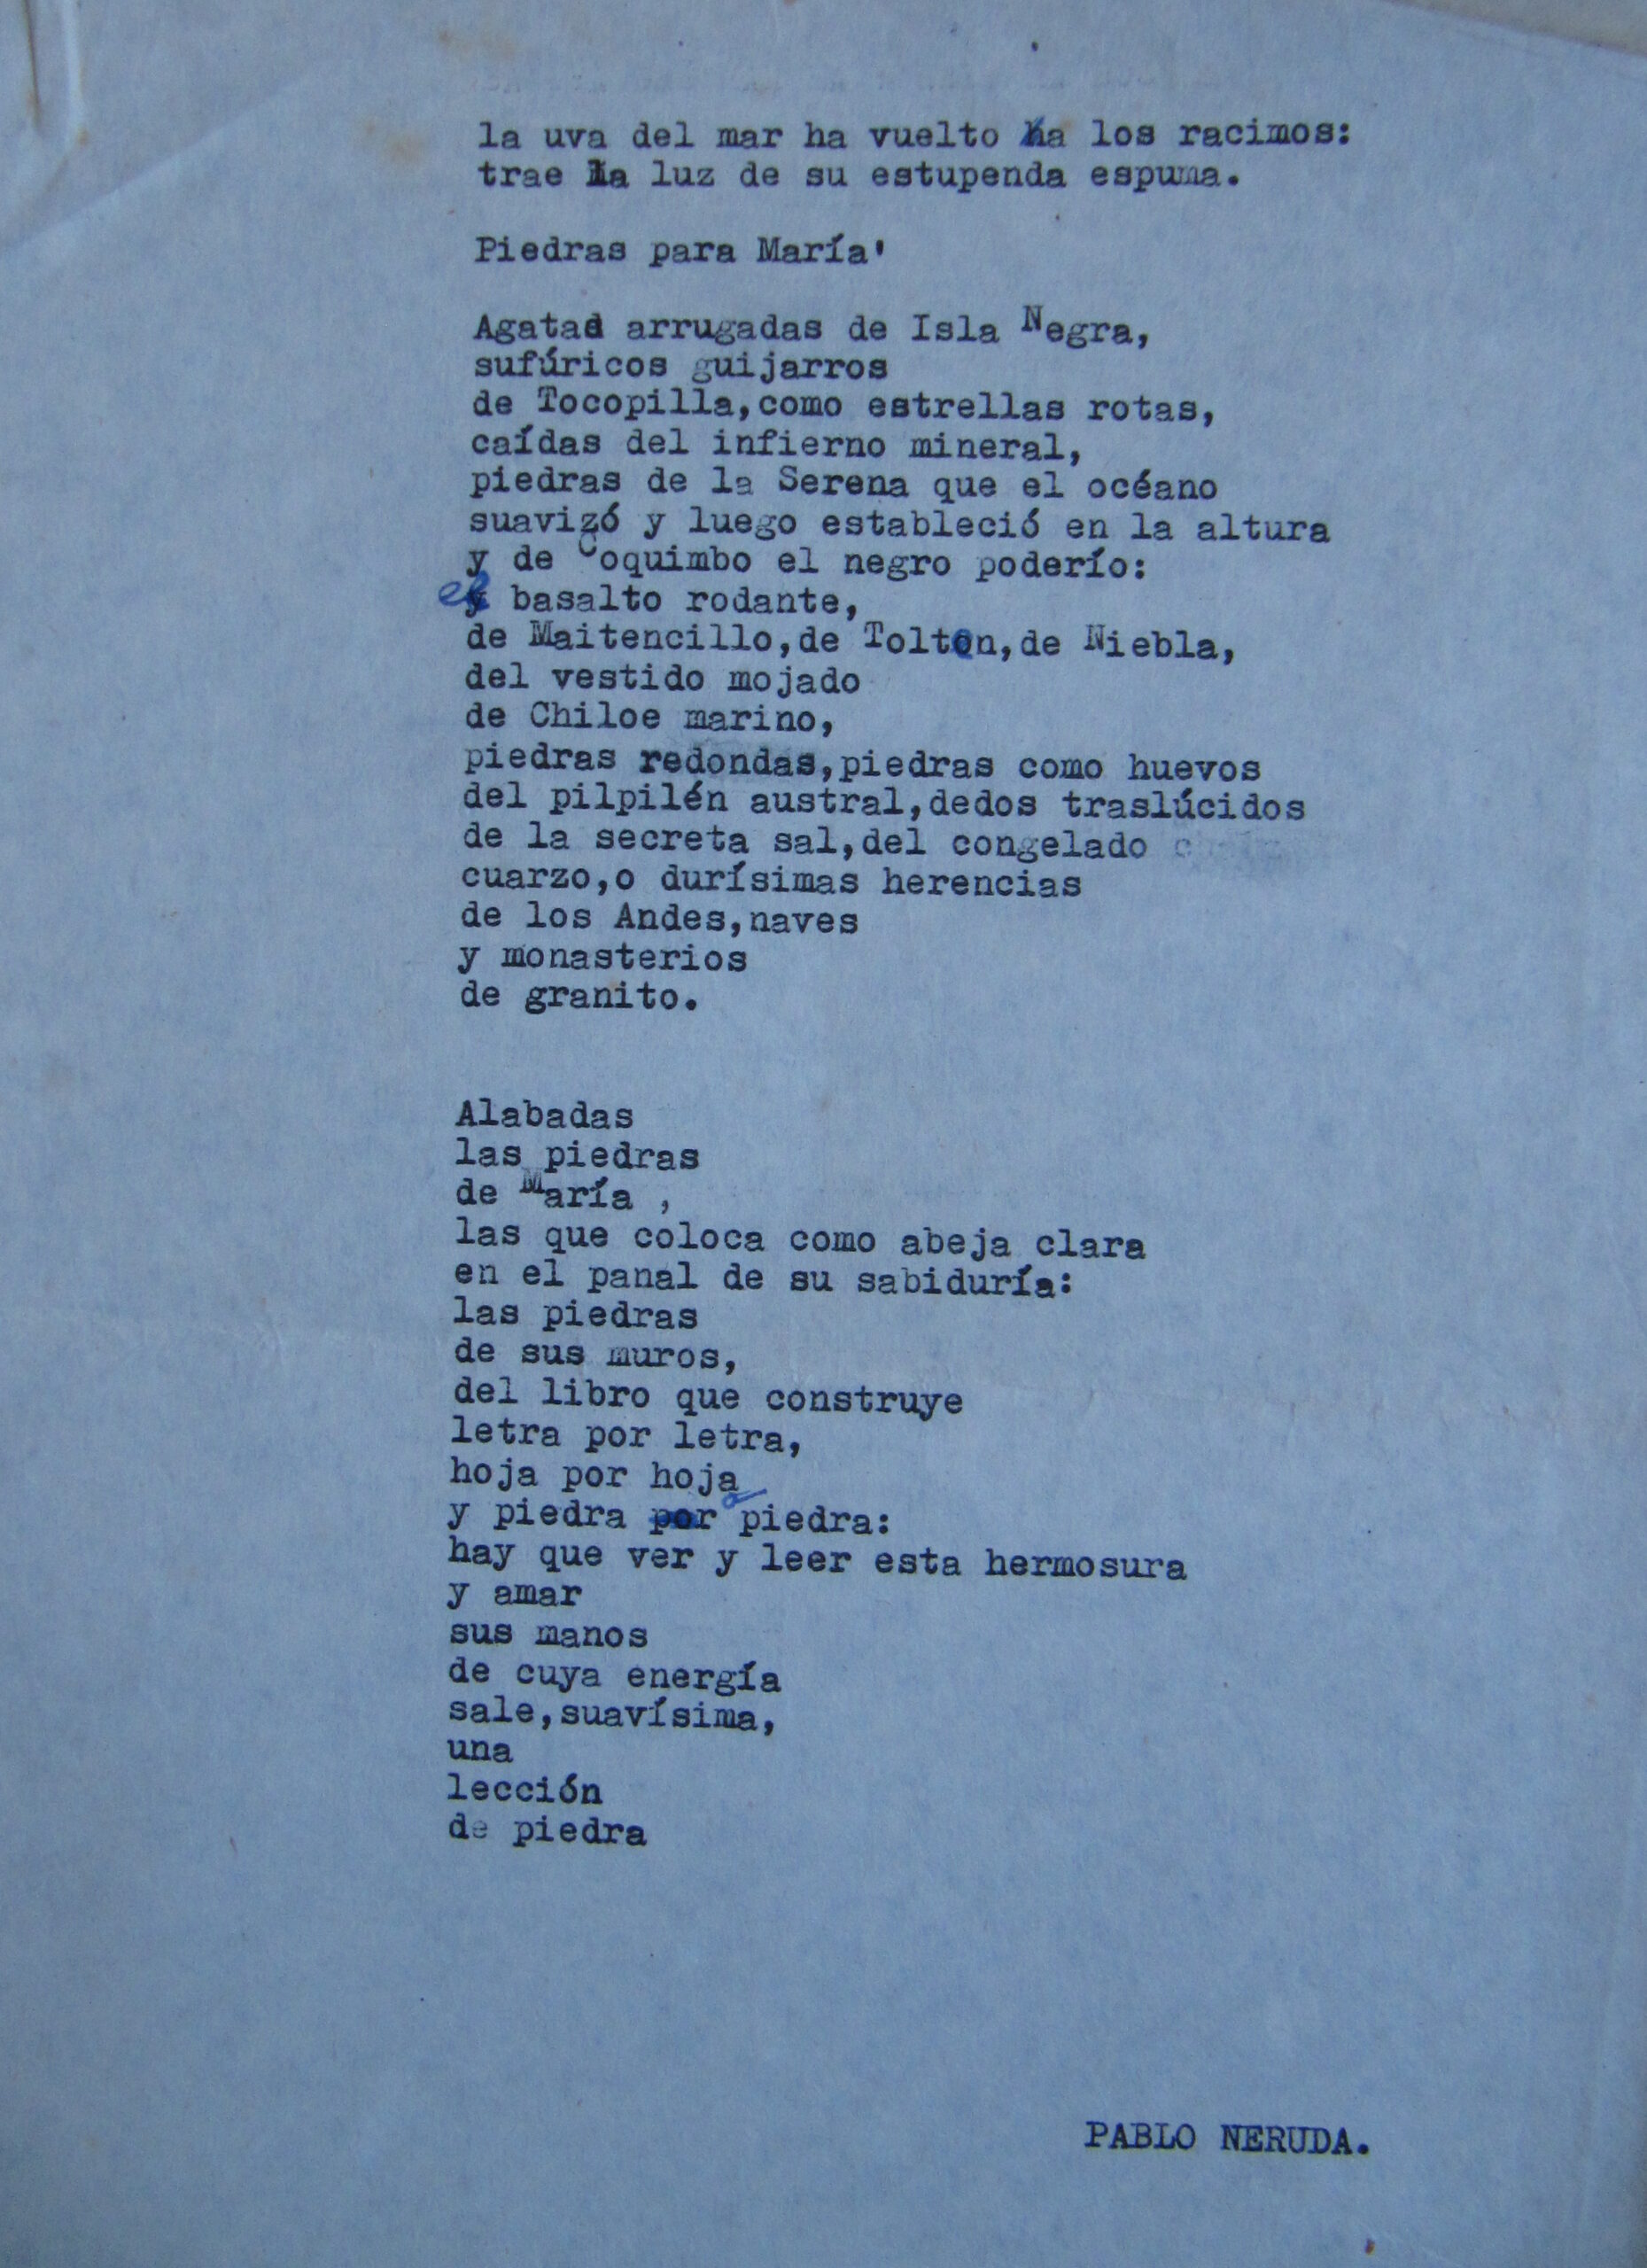 la uva del mar ha vuelto a los racimos:
trae la luz de su estupenda espuma.
Piedras para María'
Agatas arrugadas de Isla Negra,
sufúricos guijarros
de Tocopilla,como estrellas rotas,
caídas del infierno mineral,
piedras de la Serena que el océano
suavizó y luego estableció en la altura
y de Coquimbo el negro poderío:
el basalto rodante,
de Maitencillo,de Tolten,de Niebla,
del vestido mojado
de Chiloe marino,
piedras redondas,piedras como huevos
del pilpilén austral,dedos traslúcidos
de la secreta sal,del congelado
cuarzo,o durísimas herencias
de los Andes,naves
y monasterios
de granito.
Alabadas
las piedras
de María ,
las que coloca como abeja clara
en el panal de su sabiduría:
las piedras
de sus muros,
del libro que construye
letra por letra,
hoja por hoja
y piedra a piedra:
hay que ver y leer esta hermosura
y amar
sus manos
de cuya energía
sale,suavísima,
una
lección
de piedra
PABLO NERUDA.